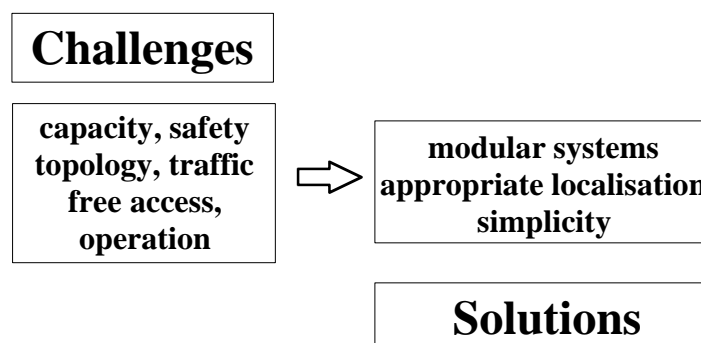 Challenges
capacity, safety
topology, traffic
free access,
operation
modular systems
appropriate localisation
simplicity
Solutions